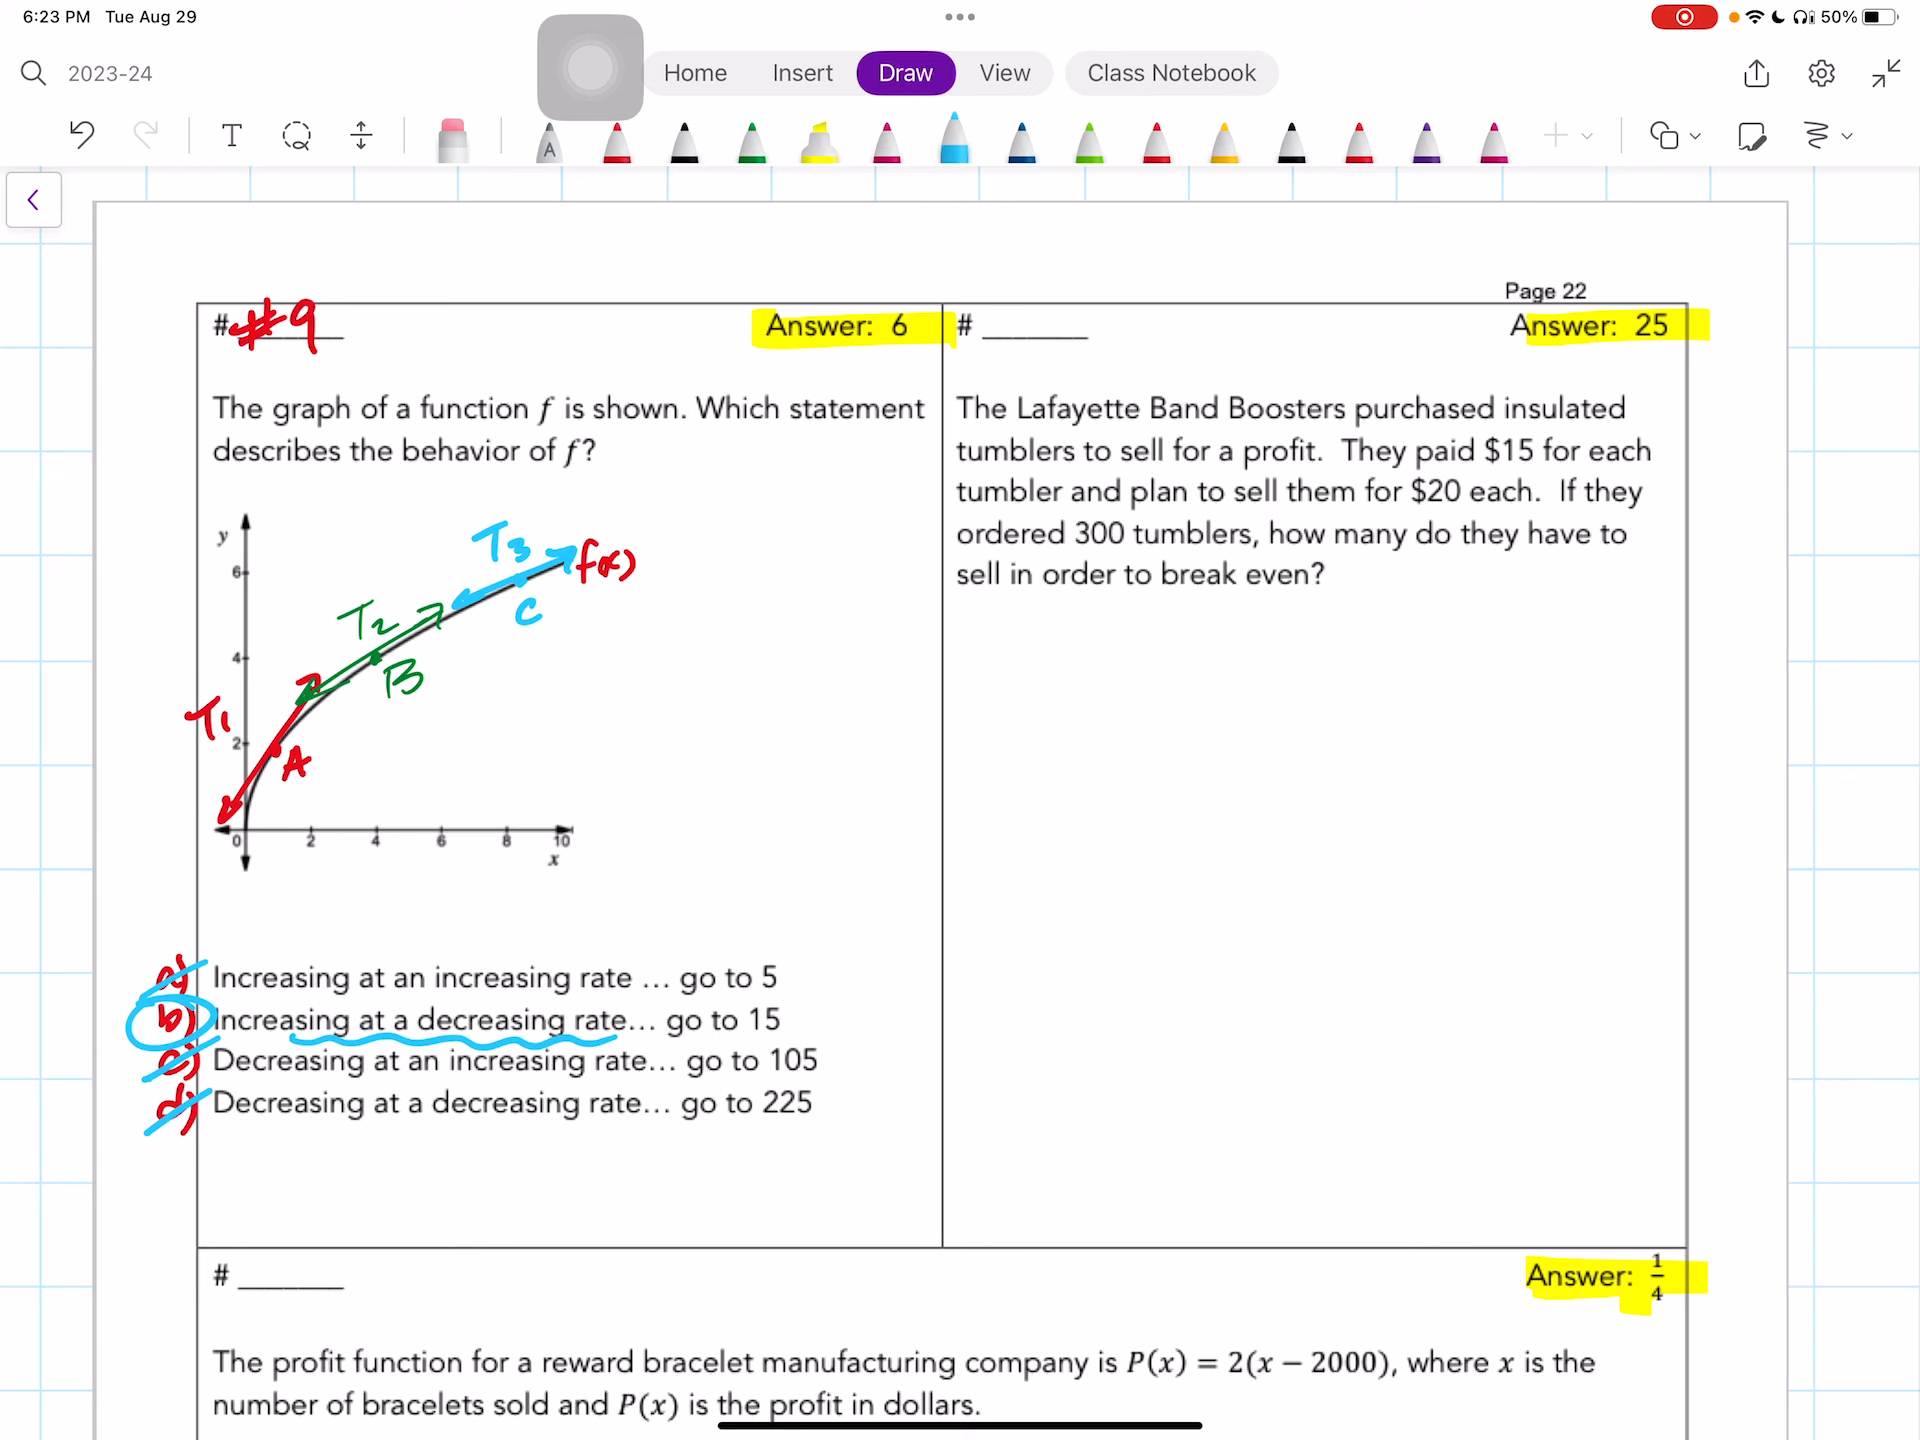 6:23 PM Tue Aug 29
50%
2023-24
Home Insert Draw View Class Notebook
T
A
Page 22
# #9 Answer: 6
The graph of a function f is shown. Which statement
describes the behavior of f?
y
6
4
2
0 2 4 6 8 10
x
T1
A
T2
B
T3
C
f(x)
a) Increasing at an increasing rate ... go to 5
b) Increasing at a decreasing rate... go to 15
c) Decreasing at an increasing rate... go to 105
d) Decreasing at a decreasing rate... go to 225
# ______ Answer: 25
The Lafayette Band Boosters purchased insulated
tumblers to sell for a profit. They paid $15 for each
tumbler and plan to sell them for $20 each. If they
ordered 300 tumblers, how many do they have to
sell in order to break even?
# ______ Answer: 1/4
The profit function for a reward bracelet manufacturing company is P(x) = 2(x − 2000), where x is the
number of bracelets sold and P(x) is the profit in dollars.